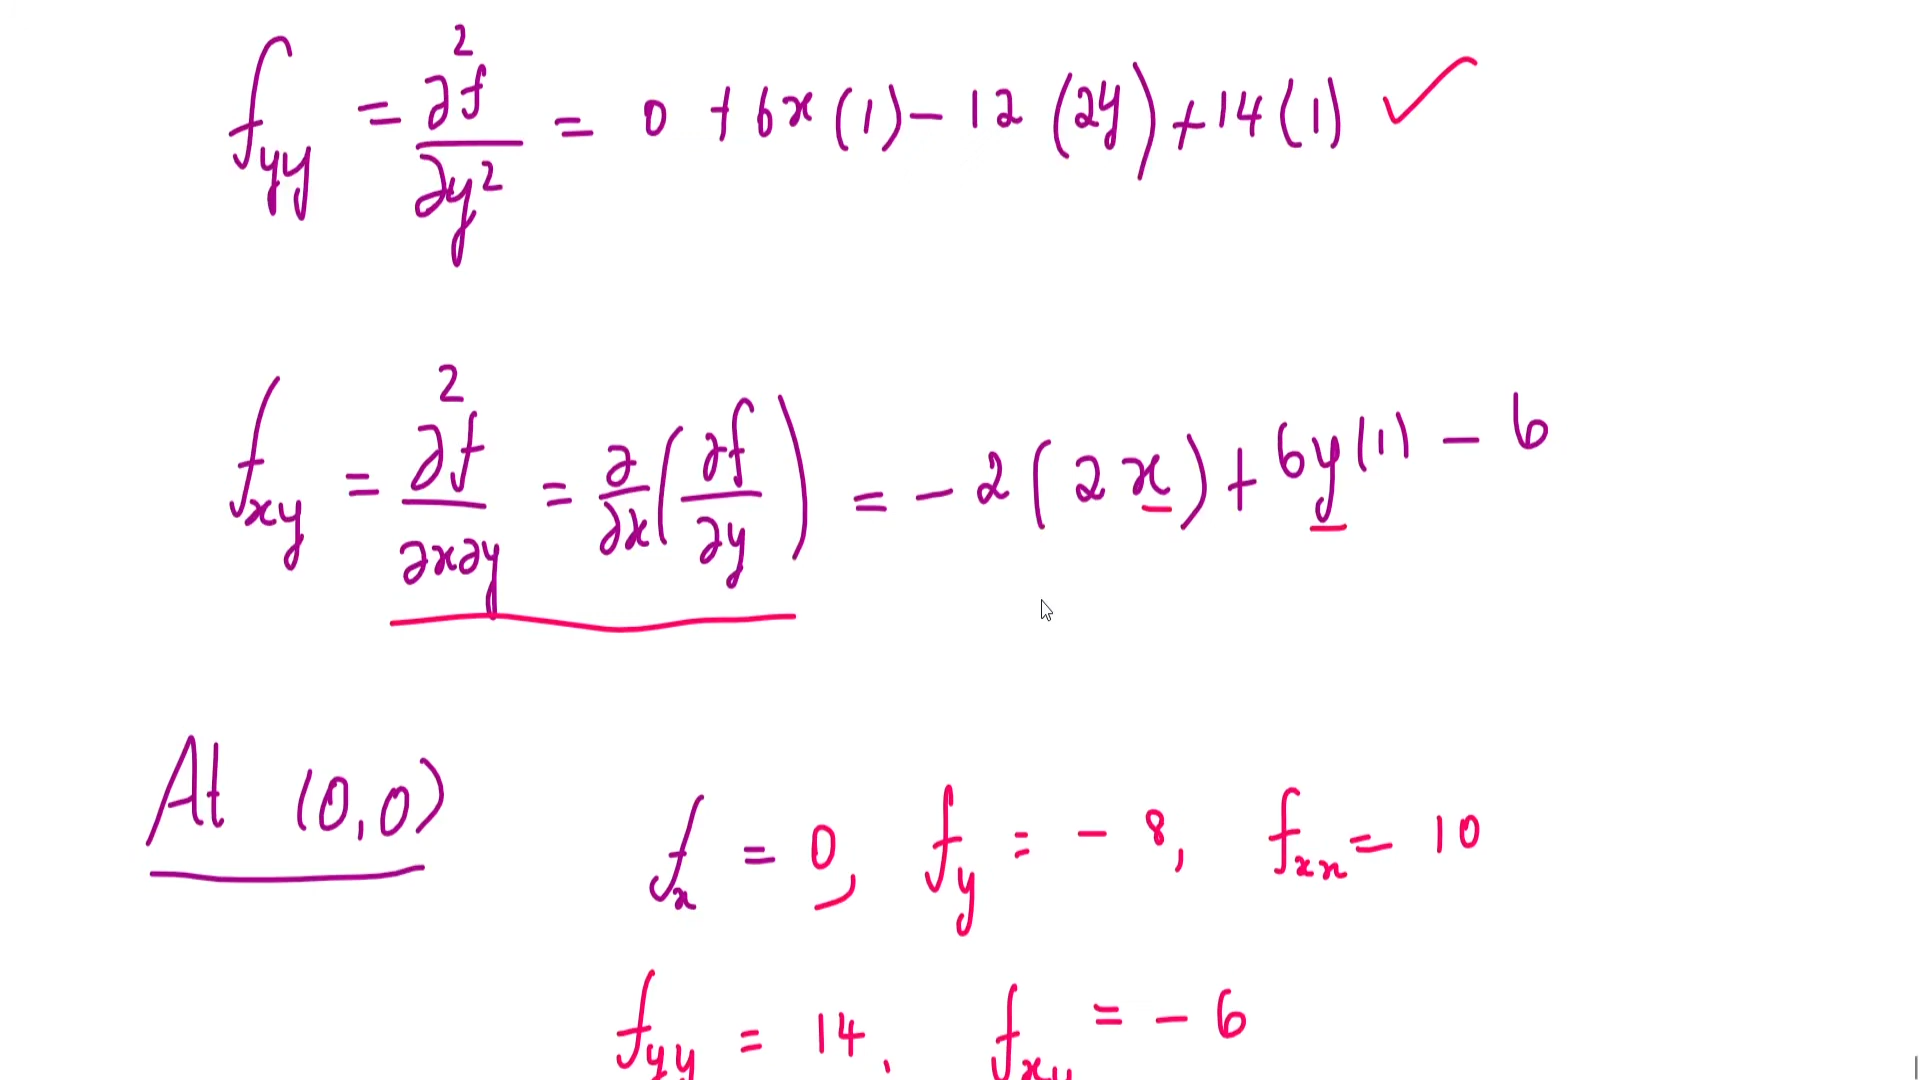 f_yy = ∂²f/∂y² = 0 + 6x(1) - 12(2y) + 14(1) ✓
f_xy = ∂²f/∂x∂y = ∂/∂x(∂f/∂y) = -2(2x) + 6y(1) - 6
At (0,0) f_x = 0, f_y = -8, f_xx = 10
f_yy = 14, f_xy = -6